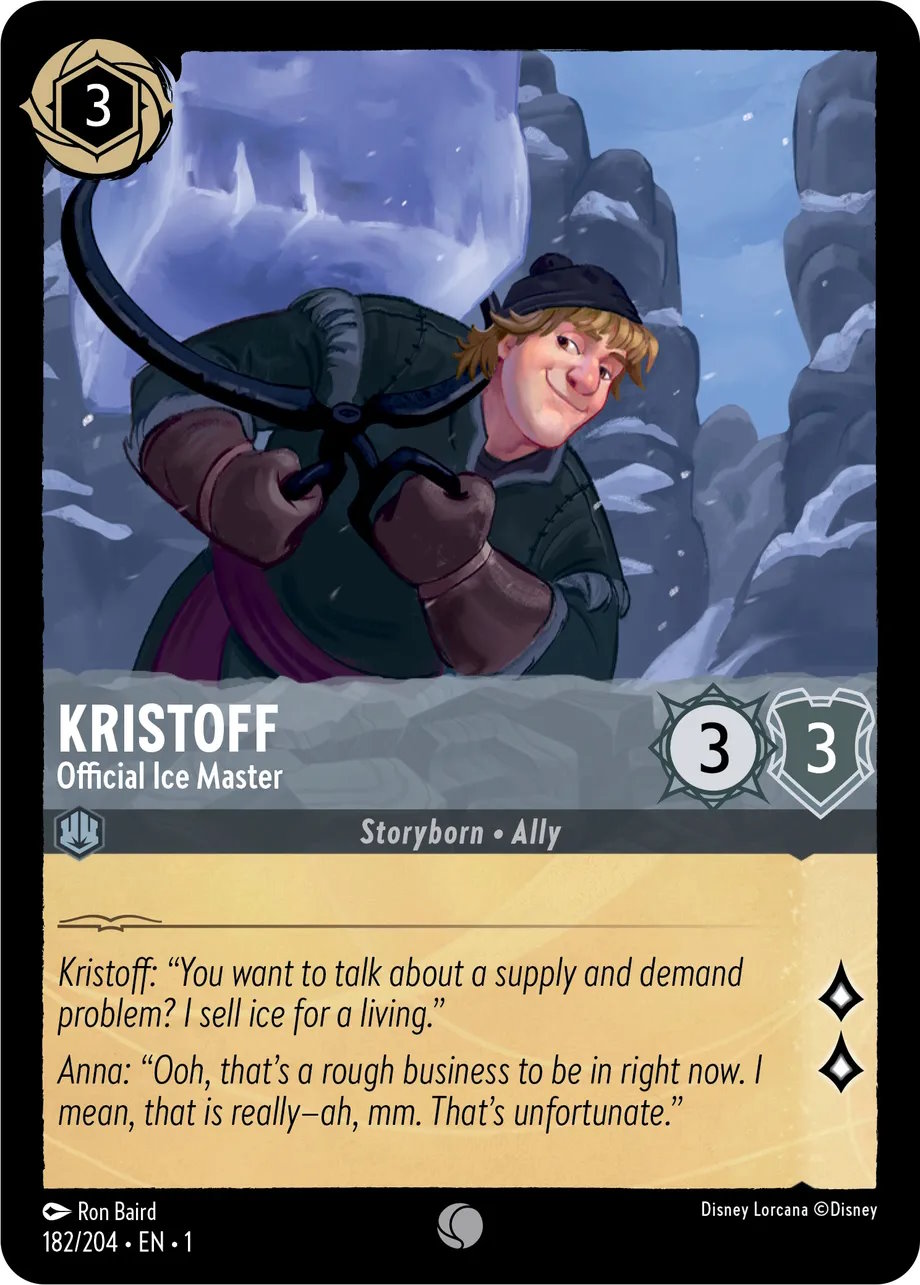 3
KRISTOFF
Official Ice Master
3
3
Storyborn • Ally
Kristoff: “You want to talk about a supply and demand
problem? I sell ice for a living.”
Anna: “Ooh, that’s a rough business to be in right now. I
mean, that is really–ah, mm. That’s unfortunate.”
Ron Baird
Disney Lorcana ©Disney
182/204 • EN • 1